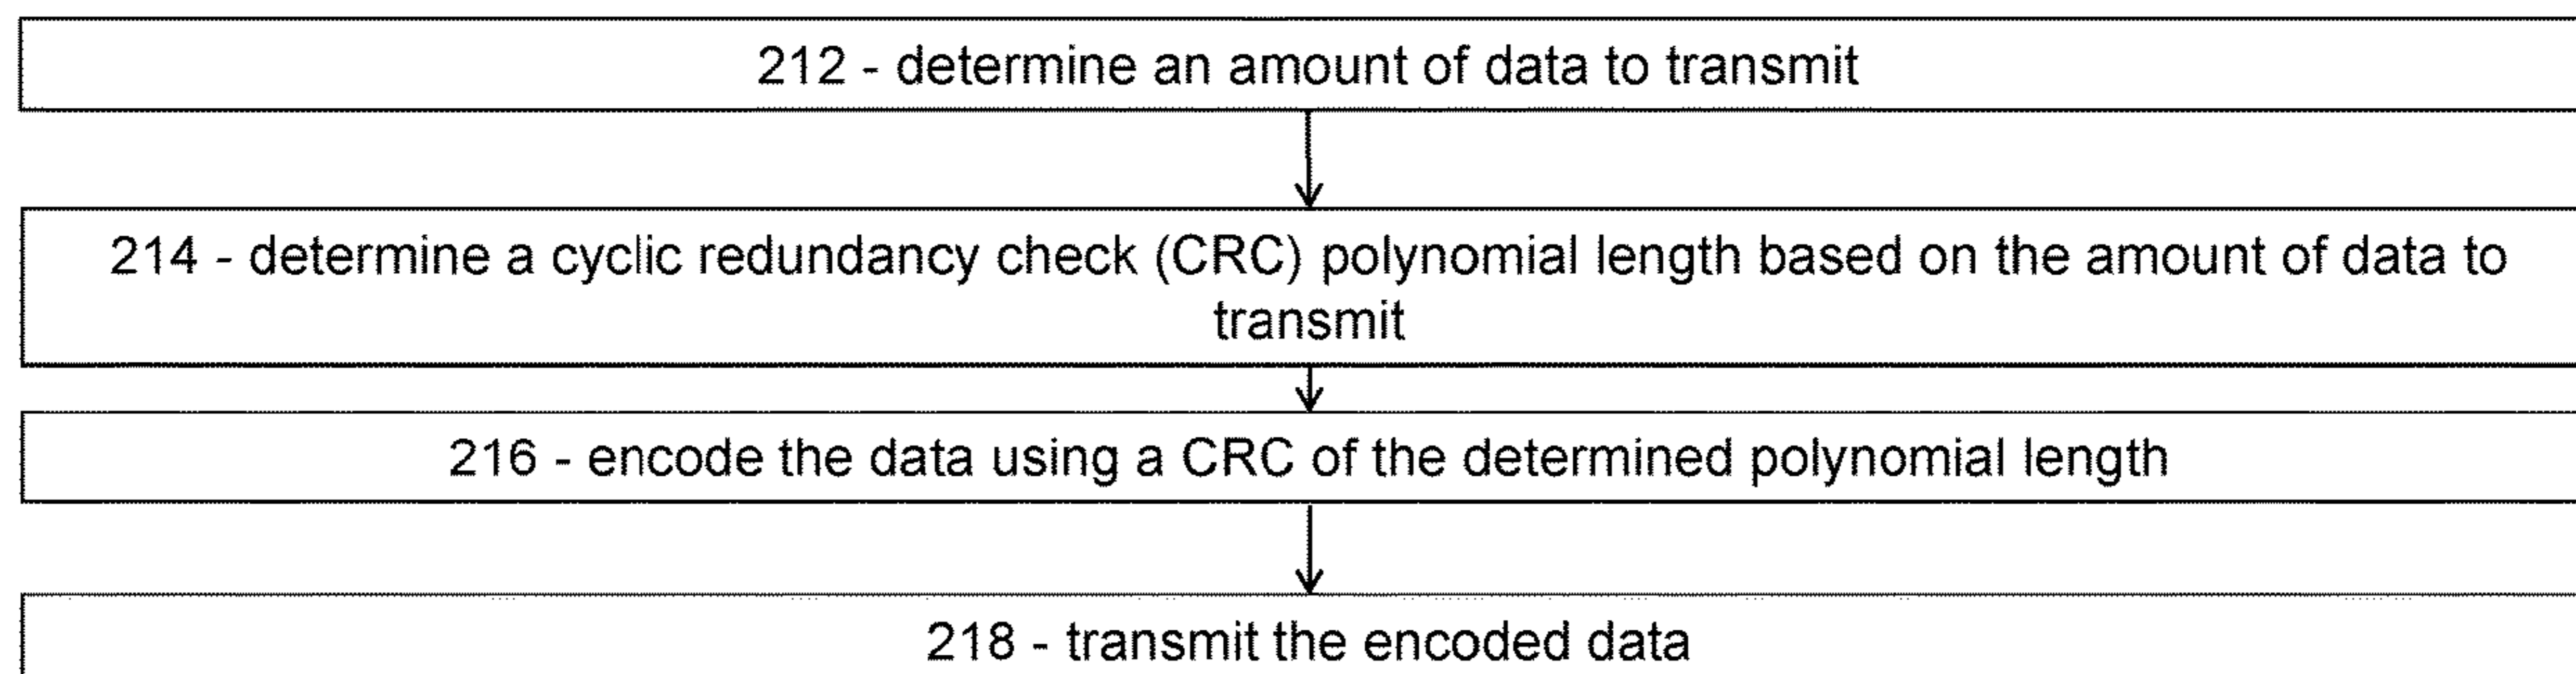 212 - determine an amount of data to transmit
214 - determine a cyclic redundancy check (CRC) polynomial length based on the amount of data to
transmit
216 - encode the data using a CRC of the determined polynomial length
218 - transmit the encoded data